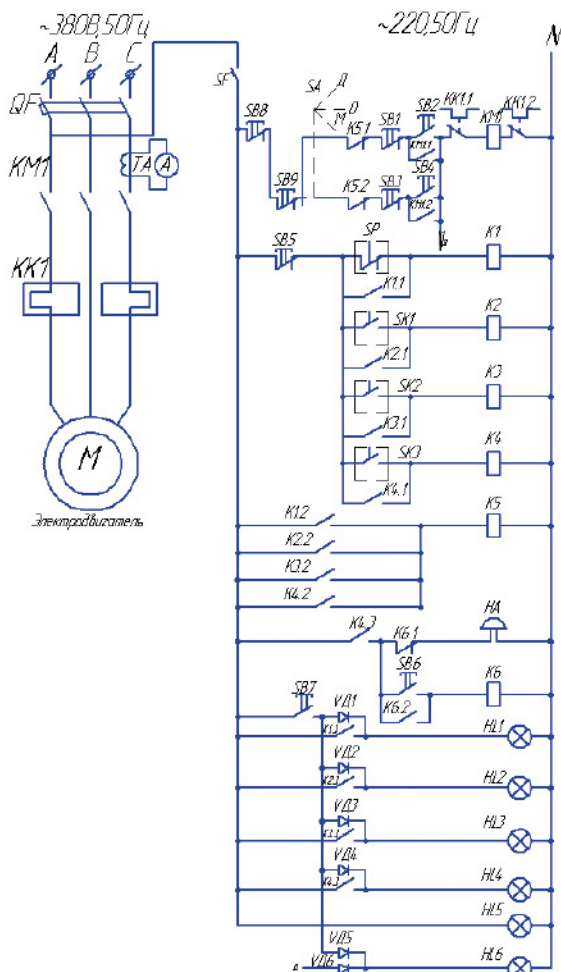 ~380В,50Гц
~220,50Гц
N
A B C
SF
QF
KM1
TA A
KK1
M
Электродвигатель
SB8
SB9
SA Д
О
М
K5.1
SB1
SB2
KK1.1
KM1
KK1.2
K5.2
SB3
SB4
SB5
SP
K1
K1.1
SK1
K2
K2.1
SK2
K3
K3.1
SK3
K4
K4.1
K1.2
K5
K2.2
K3.2
K4.2
K4.3
K6.1
HA
SB6
K6
K6.2
SB7
VД1
HL1
VД2
HL2
VД3
HL3
VД4
HL4
HL5
VД5
HL6
VД6